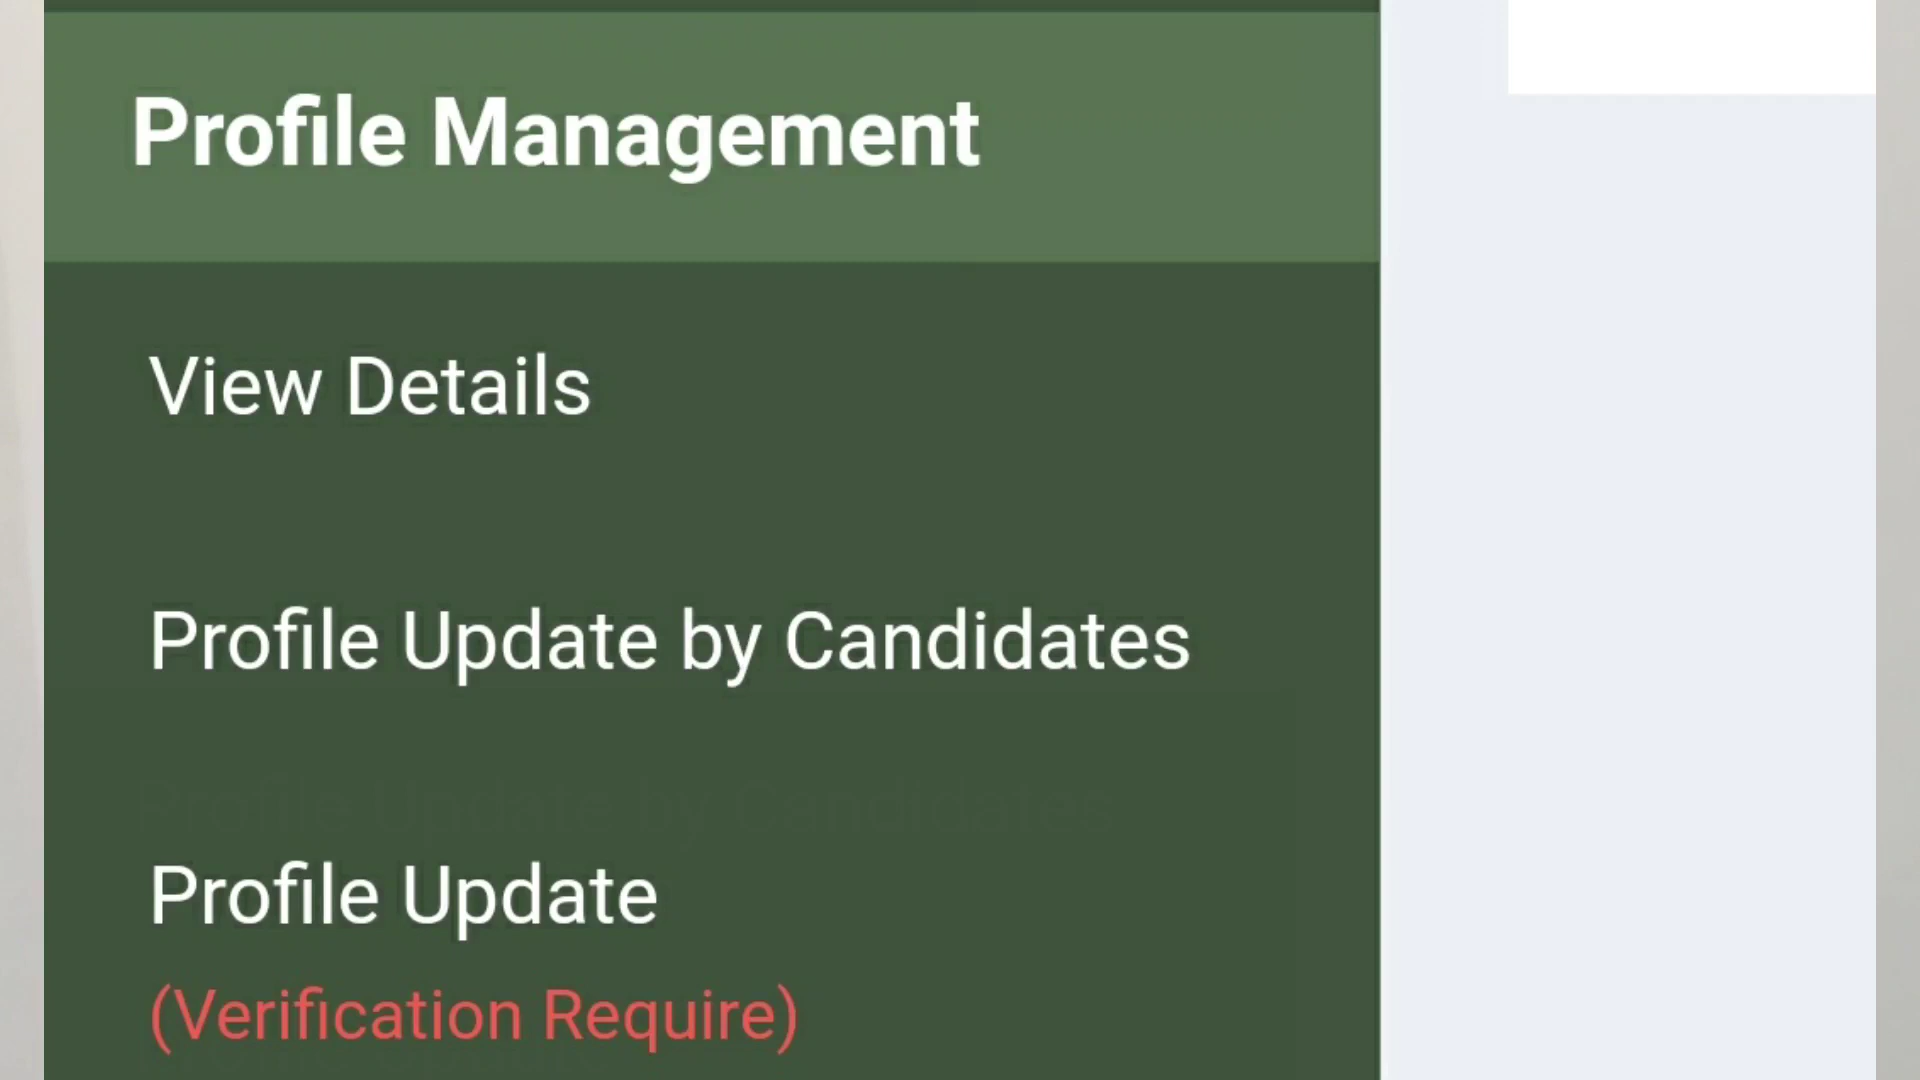 Profile Management
View Details
Profile Update by Candidates
Profile Update
(Verification Require)